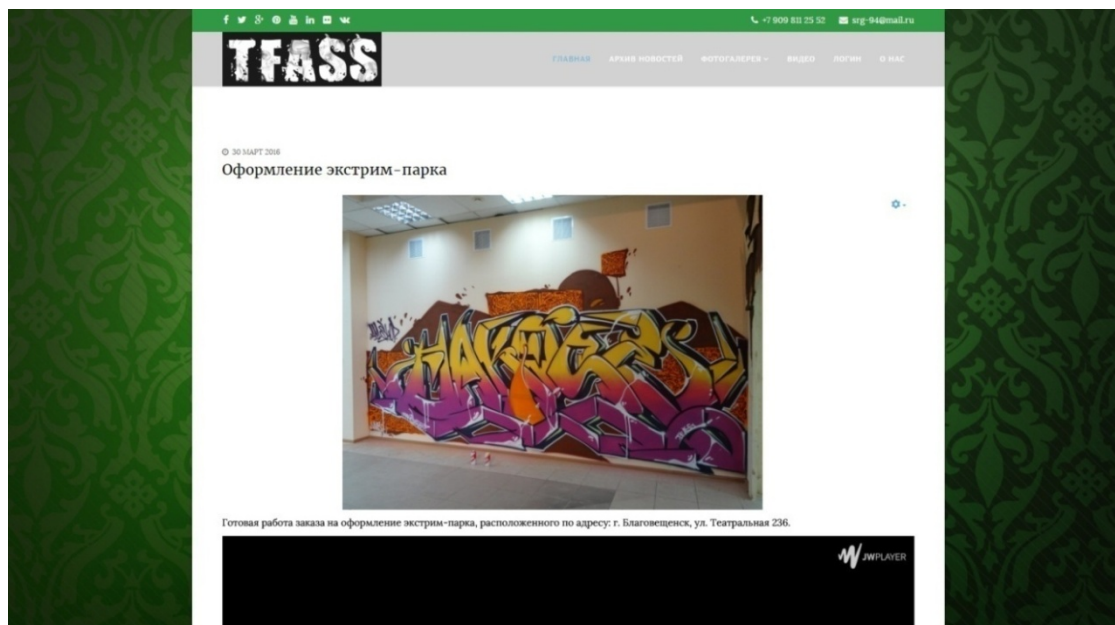 +7 909 811 25 52 srg-94@mail.ru
TFASS
ГЛАВНАЯ АРХИВ НОВОСТЕЙ ФОТОГАЛЕРЕЯ ВИДЕО ЛОГИН О НАС
30 МАРТ 2016
Оформление экстрим-парка
Готовая работа заказа на оформление экстрим-парка, расположенного по адресу: г. Благовещенск, ул. Театральная 236.
JWPLAYER